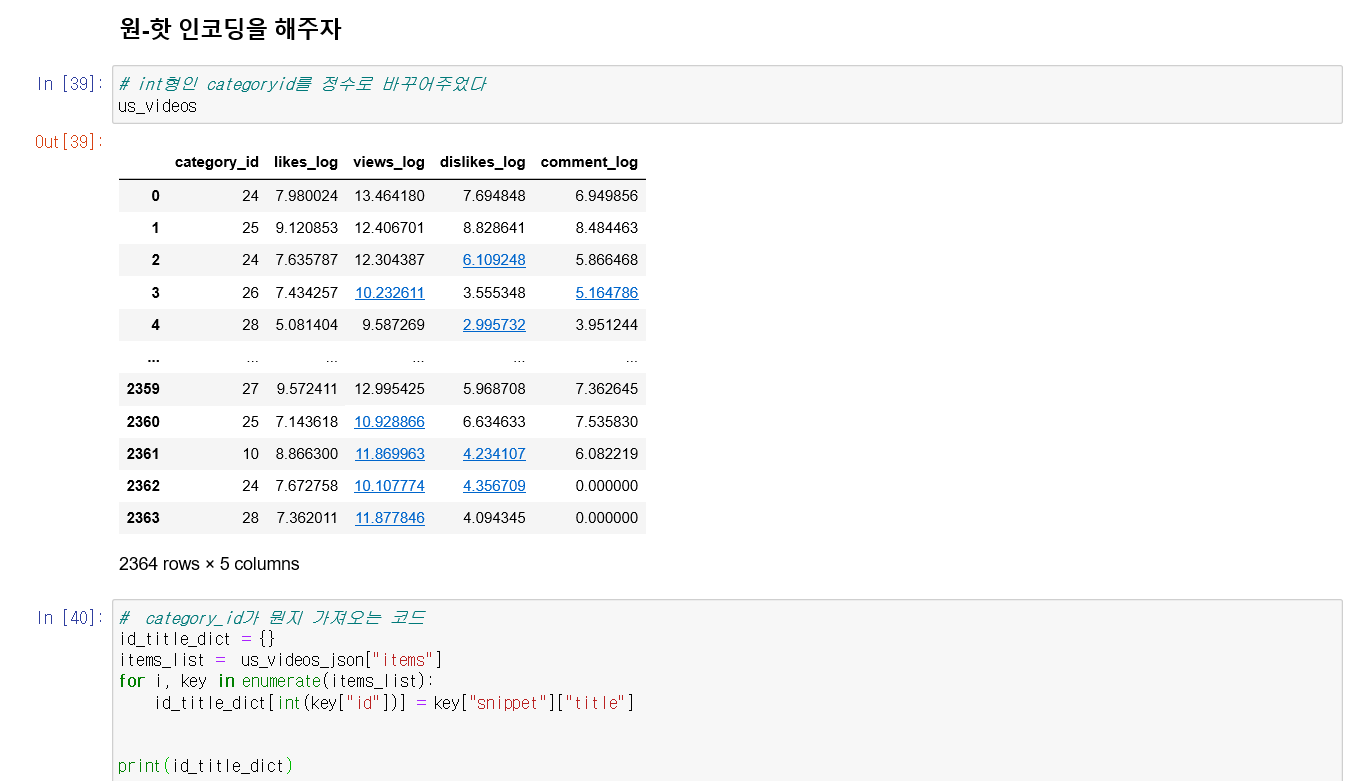 원-핫 인코딩을 해주자
In [39]: # int형인 categoryid를 정수로 바꾸어주었다
us_videos
Out[39]:
category_id likes_log views_log dislikes_log comment_log
0 24 7.980024 13.464180 7.694848 6.949856
1 25 9.120853 12.406701 8.828641 8.484463
2 24 7.635787 12.304387 6.109248 5.866468
3 26 7.434257 10.232611 3.555348 5.164786
4 28 5.081404 9.587269 2.995732 3.951244
... ... ... ... ... ...
2359 27 9.572411 12.995425 5.968708 7.362645
2360 25 7.143618 10.928866 6.634633 7.535830
2361 10 8.866300 11.869963 4.234107 6.082219
2362 24 7.672758 10.107774 4.356709 0.000000
2363 28 7.362011 11.877846 4.094345 0.000000
2364 rows × 5 columns
In [40]: # category_id가 뭔지 가져오는 코드
id_title_dict = {}
items_list = us_videos_json["items"]
for i, key in enumerate(items_list):
    id_title_dict[int(key["id"])] = key["snippet"]["title"]
print(id_title_dict)